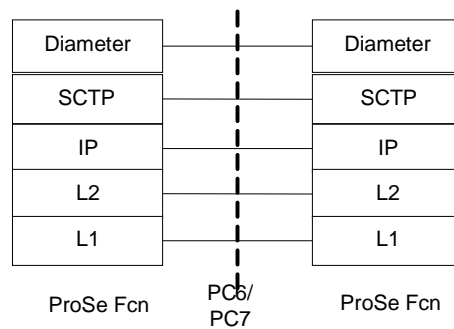 Diameter Diameter
SCTP SCTP
IP IP
L2 L2
L1 L1
ProSe Fcn PC6/ ProSe Fcn
PC7